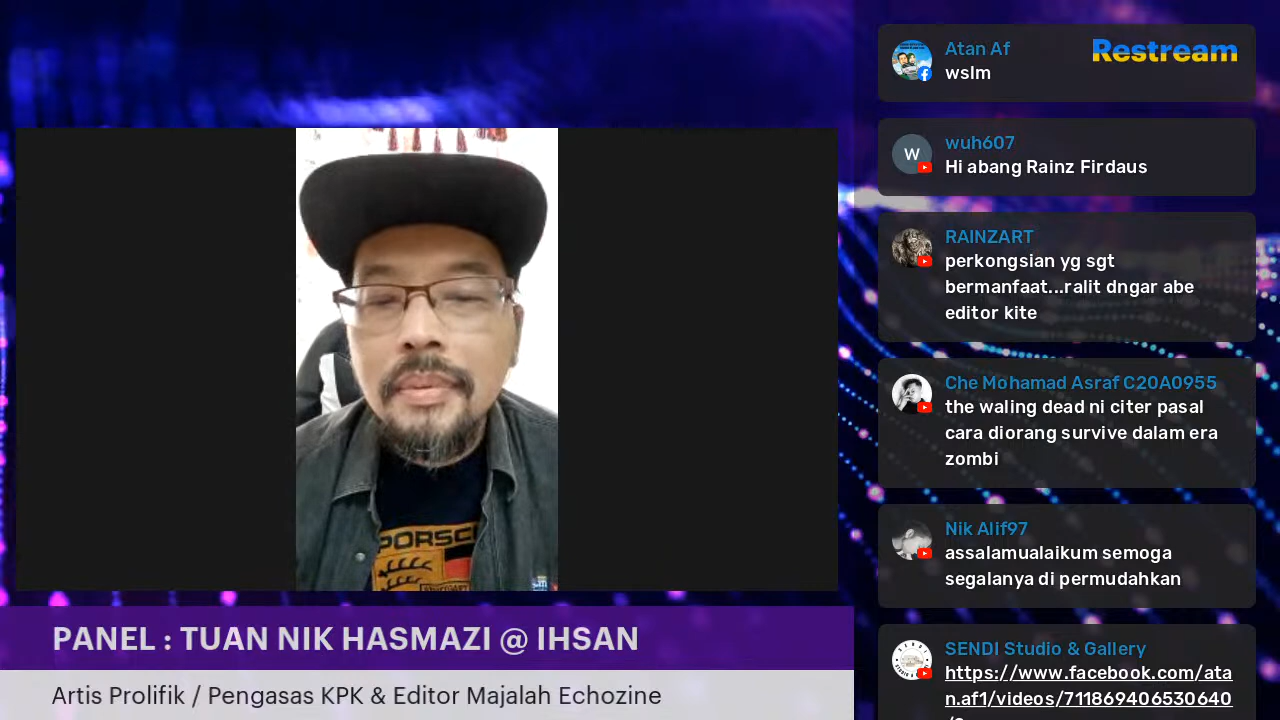 PORSC
PANEL : TUAN NIK HASMAZI @ IHSAN
Artis Prolifik / Pengasas KPK & Editor Majalah Echozine
Restream
Atan Af
wslm
W
wuh607
Hi abang Rainz Firdaus
RAINZART
perkongsian yg sgt
bermanfaat...ralit dngar abe
editor kite
Che Mohamad Asraf C20A0955
the waling dead ni citer pasal
cara diorang survive dalam era
zombi
Nik Alif97
assalamualaikum semoga
segalanya di permudahkan
SENDI Studio & Gallery
https://www.facebook.com/ata
n.af1/videos/711869406530640